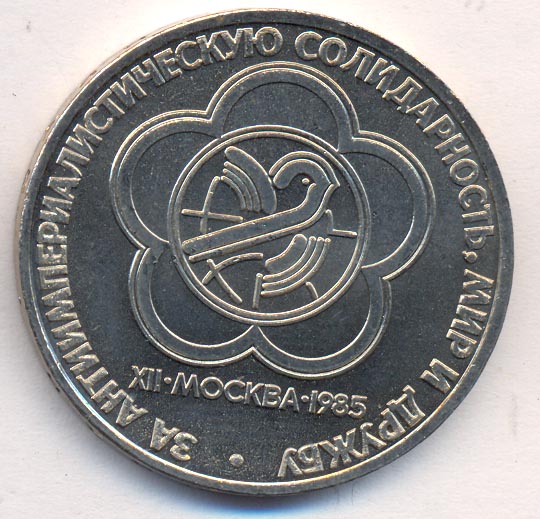 ЗА АНТИИМПЕРИАЛИСТИЧЕСКУЮ СОЛИДАРНОСТЬ, МИР И ДРУЖБУ •
XII•МОСКВА•1985